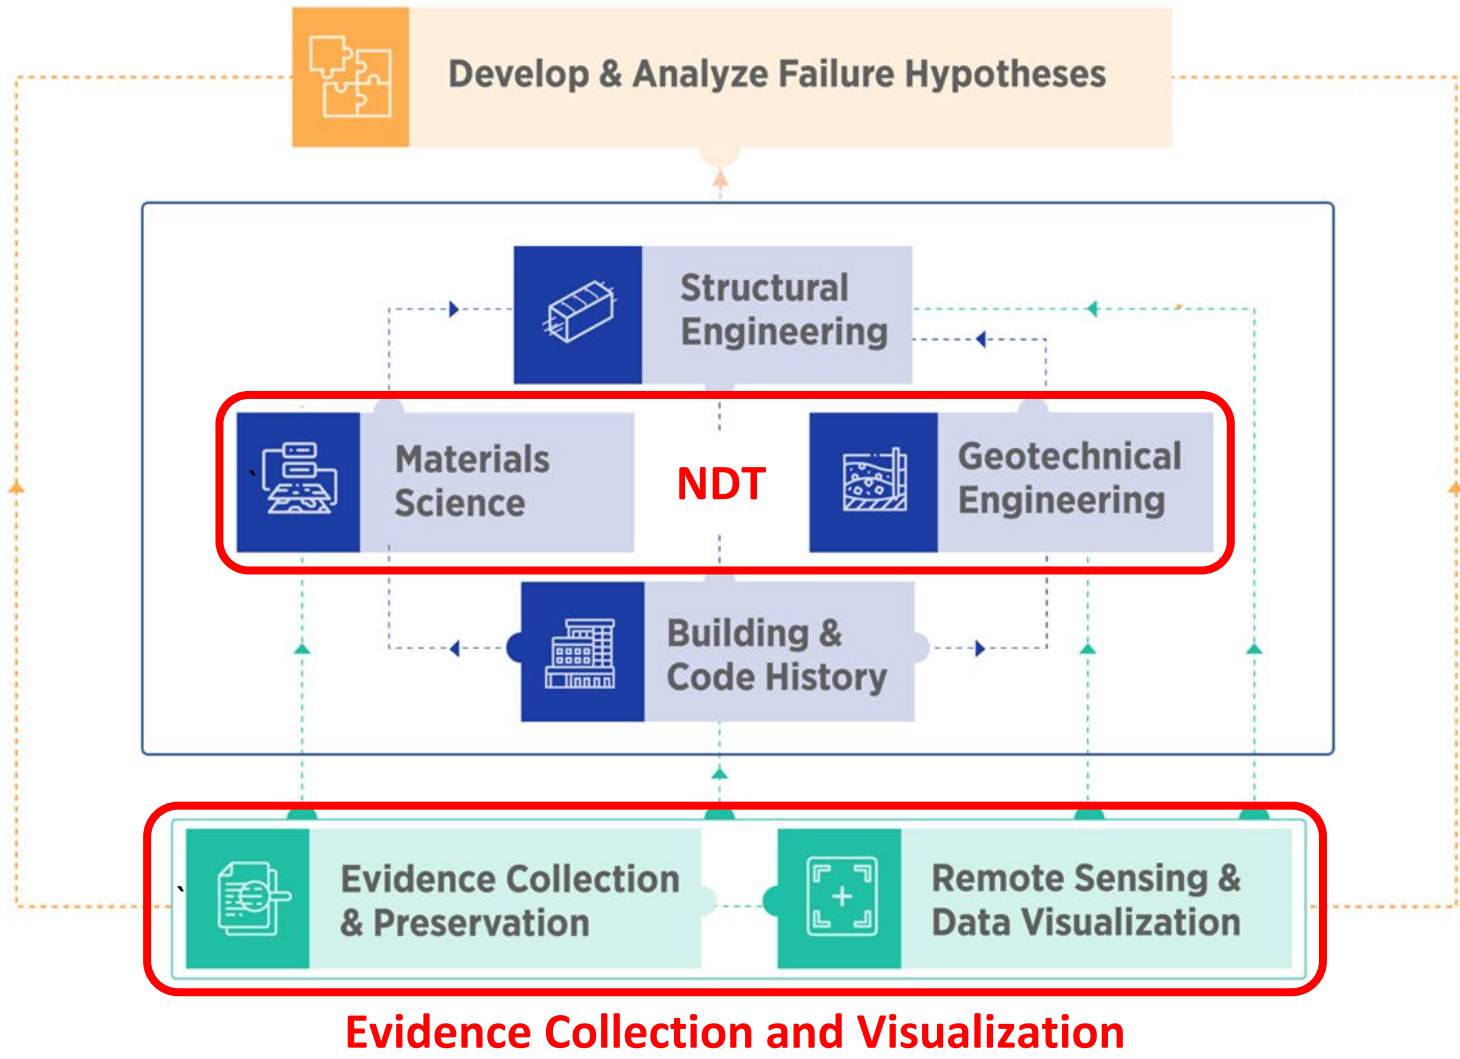 Develop & Analyze Failure Hypotheses
Structural
Engineering
Materials
Science
NDT
Geotechnical
Engineering
Building &
Code History
Evidence Collection
& Preservation
Remote Sensing &
Data Visualization
Evidence Collection and Visualization